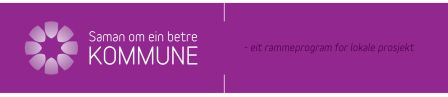 Saman om ein betre
KOMMUNE
- eit rammeprogram for lokale prosjekt